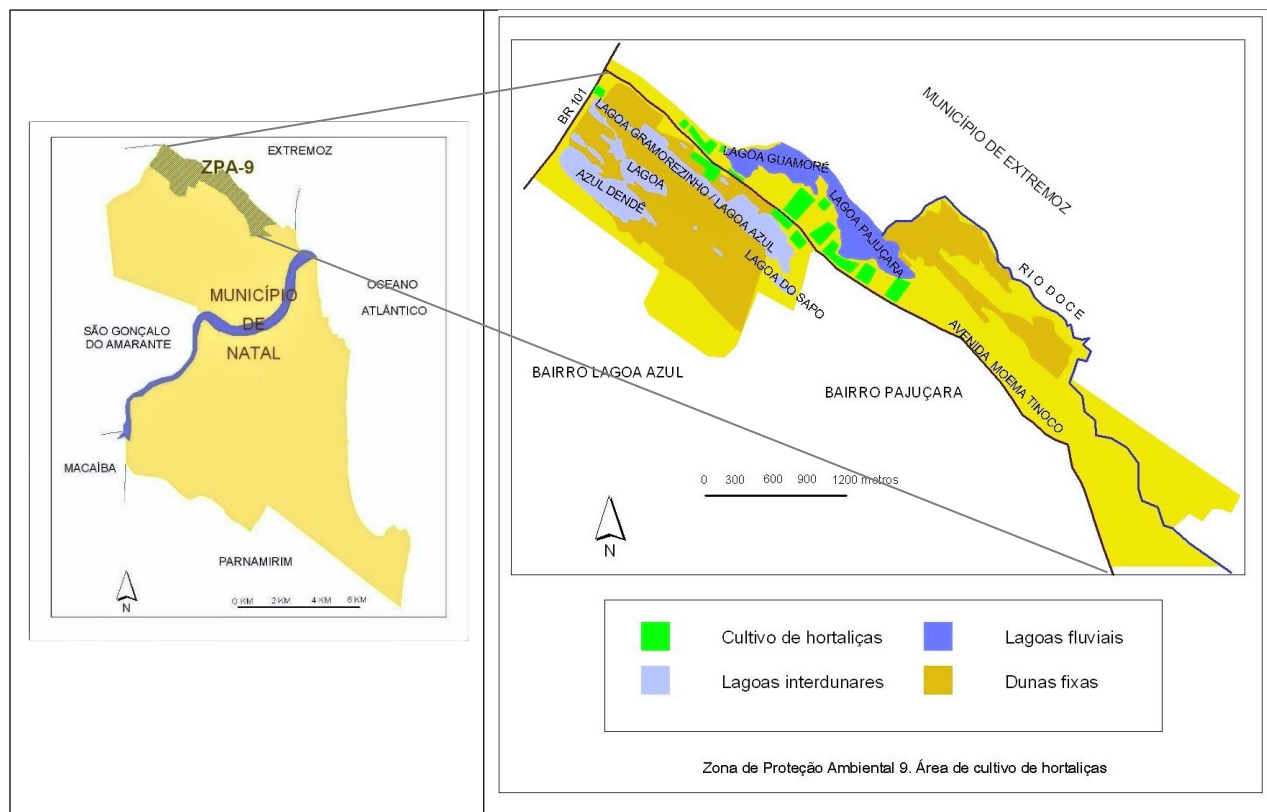 EXTREMOZ
ZPA-9
OCEANO
ATLÂNTICO
MUNICÍPIO
DE
NATAL
SÃO GONÇALO
DO AMARANTE
MACAÍBA
PARNAMIRIM
N
0 KM 2 KM 4 KM 6 KM
BR 101
MUNICÍPIO DE EXTREMOZ
LAGOA GRAMOREZINHO / LAGOA AZUL
LAGOA GUAMORÉ
LAGOA
AZUL DENDÊ
LAGOA PAJUÇARA
LAGOA DO SAPO
RIO DOCE
AVENIDA MOEMA TINOCO
BAIRRO LAGOA AZUL
BAIRRO PAJUÇARA
0 300 600 900 1200 metros
N
Cultivo de hortaliças
Lagoas fluviais
Lagoas interdunares
Dunas fixas
Zona de Proteção Ambiental 9. Área de cultivo de hortaliças